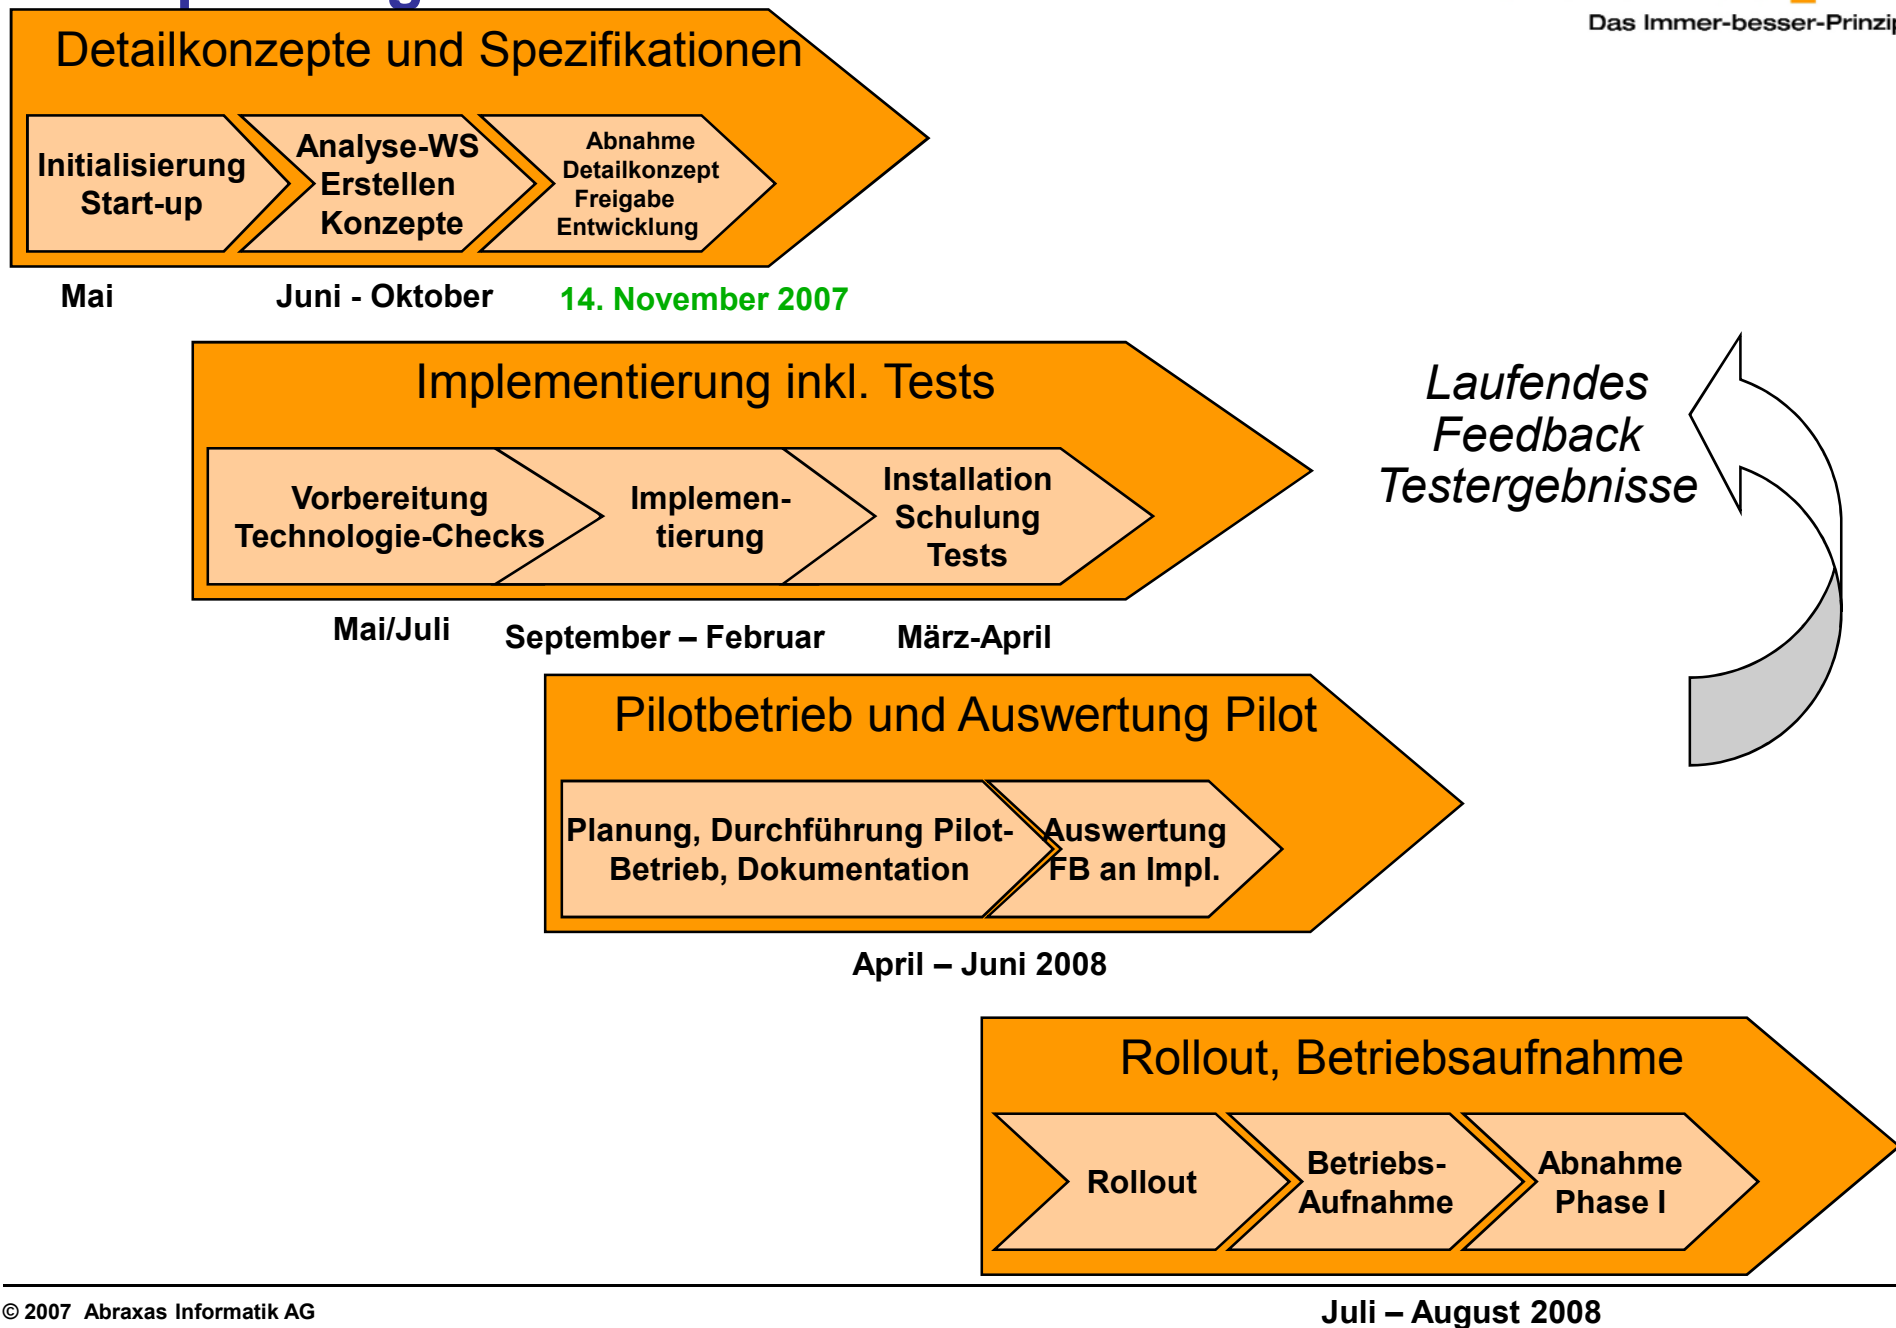 Das Immer-besser-Prinzip
Detailkonzepte und Spezifikationen
Initialisierung
Start-up
Analyse-WS
Erstellen
Konzepte
Abnahme
Detailkonzept
Freigabe
Entwicklung
Mai
Juni - Oktober
14. November 2007
Implementierung inkl. Tests
Vorbereitung
Technologie-Checks
Implemen-
tierung
Installation
Schulung
Tests
Mai/Juli
September – Februar
März-April
Laufendes
Feedback
Testergebnisse
Pilotbetrieb und Auswertung Pilot
Planung, Durchführung Pilot-
Betrieb, Dokumentation
Auswertung
FB an Impl.
April – Juni 2008
Rollout, Betriebsaufnahme
Rollout
Betriebs-
Aufnahme
Abnahme
Phase I
© 2007 Abraxas Informatik AG
Juli – August 2008